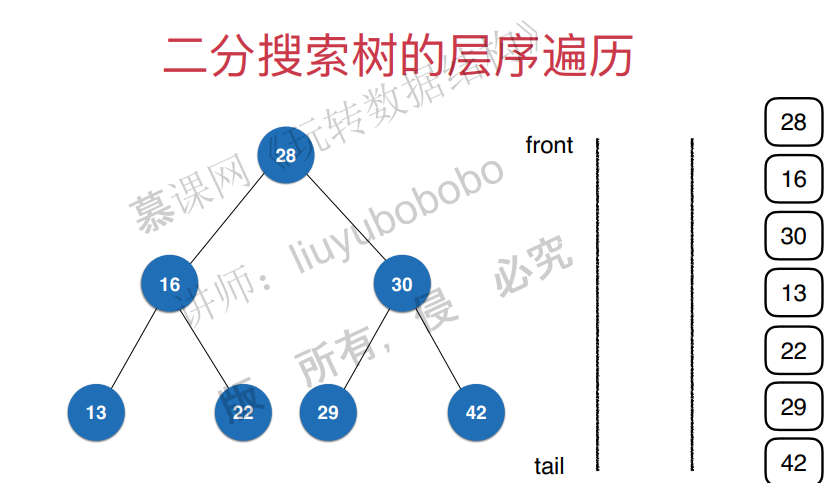 二分搜索树的层序遍历
慕课网《玩转数据结构》
讲师：liuyubobobo
版 所有，侵 必究
28
16
30
13
22
29
42
front
tail
28
16
30
13
22
29
42